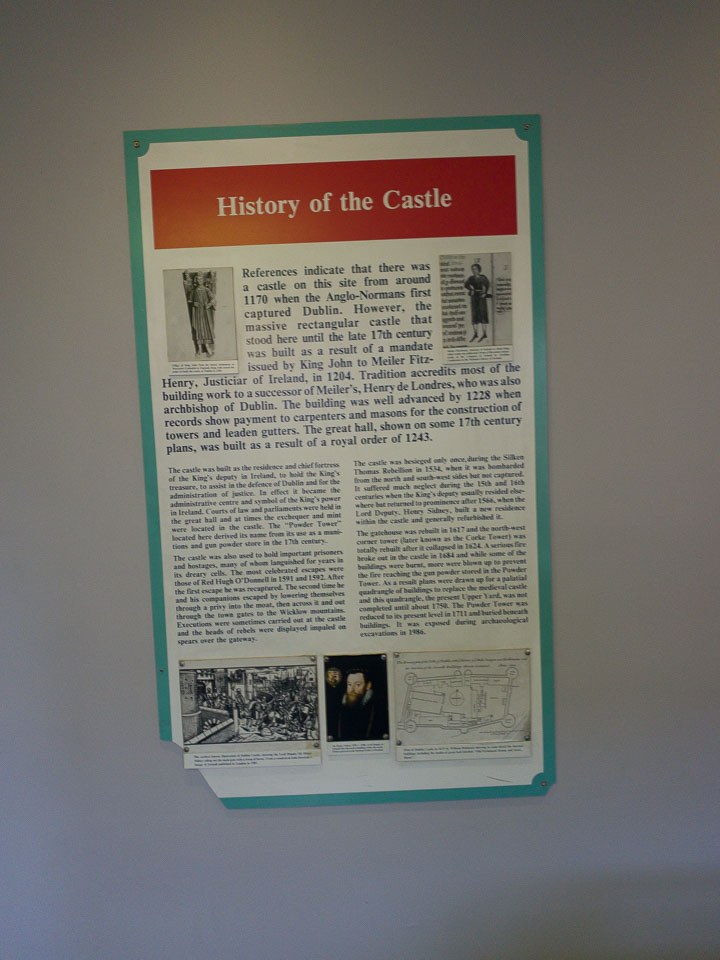 History of the Castle
References indicate that there was
a castle on this site from around
1170 when the Anglo-Normans first
captured Dublin. However, the
massive rectangular castle that
stood here until the late 17th century
was built as a result of a mandate
issued by King John to Meiler Fitz-
Henry, Justiciar of Ireland, in 1204. Tradition accredits most of the
building work to a successor of Meiler's, Henry de Londres, who was also
archbishop of Dublin. The building was well advanced by 1228 when
records show payment to carpenters and masons for the construction of
towers and leaden gutters. The great hall, shown on some 17th century
plans, was built as a result of a royal order of 1243.
The castle was built as the residence and chief fortress
of the King's deputy in Ireland, to hold the King's
treasure, to assist in the defence of Dublin and for the
administration of justice. In effect it became the
administrative centre and symbol of the King's power
in Ireland. Courts of law and parliaments were held in
the great hall and at times the exchequer and mint
were located in the castle. The "Powder Tower"
located here derived its name from its use as a muni-
tions and gun powder store in the 17th century.
The castle was also used to hold important prisoners
and hostages, many of whom languished for years in
its dreary cells. The most celebrated escapes were
those of Red Hugh O'Donnell in 1591 and 1592. After
the first escape he was recaptured. The second time he
and his companions escaped by lowering themselves
through a privy into the moat, then across it and out
through the town gates to the Wicklow mountains.
Executions were sometimes carried out at the castle
and the heads of rebels were displayed impaled on
spears over the gateway.
The castle was besieged only once, during the Silken
Thomas Rebellion in 1534, when it was bombarded
from the north and south-west sides but not captured.
It suffered much neglect during the 15th and 16th
centuries when the King's deputy usually resided else-
where but returned to prominence after 1566, when the
Lord Deputy, Henry Sidney, built a new residence
within the castle and generally refurbished it.
The gatehouse was rebuilt in 1617 and the north-west
corner tower (later known as the Corke Tower) was
totally rebuilt after it collapsed in 1624. A serious fire
broke out in the castle in 1684 and while some of the
buildings were burnt, more were blown up to prevent
the fire reaching the gun powder stored in the Powder
Tower. As a result plans were drawn up for a palatial
quadrangle of buildings to replace the medieval castle
and this quadrangle, the present Upper Yard, was not
completed until about 1750. The Powder Tower was
reduced to its present level in 1711 and buried beneath
buildings. It was exposed during archaeological
excavations in 1986.